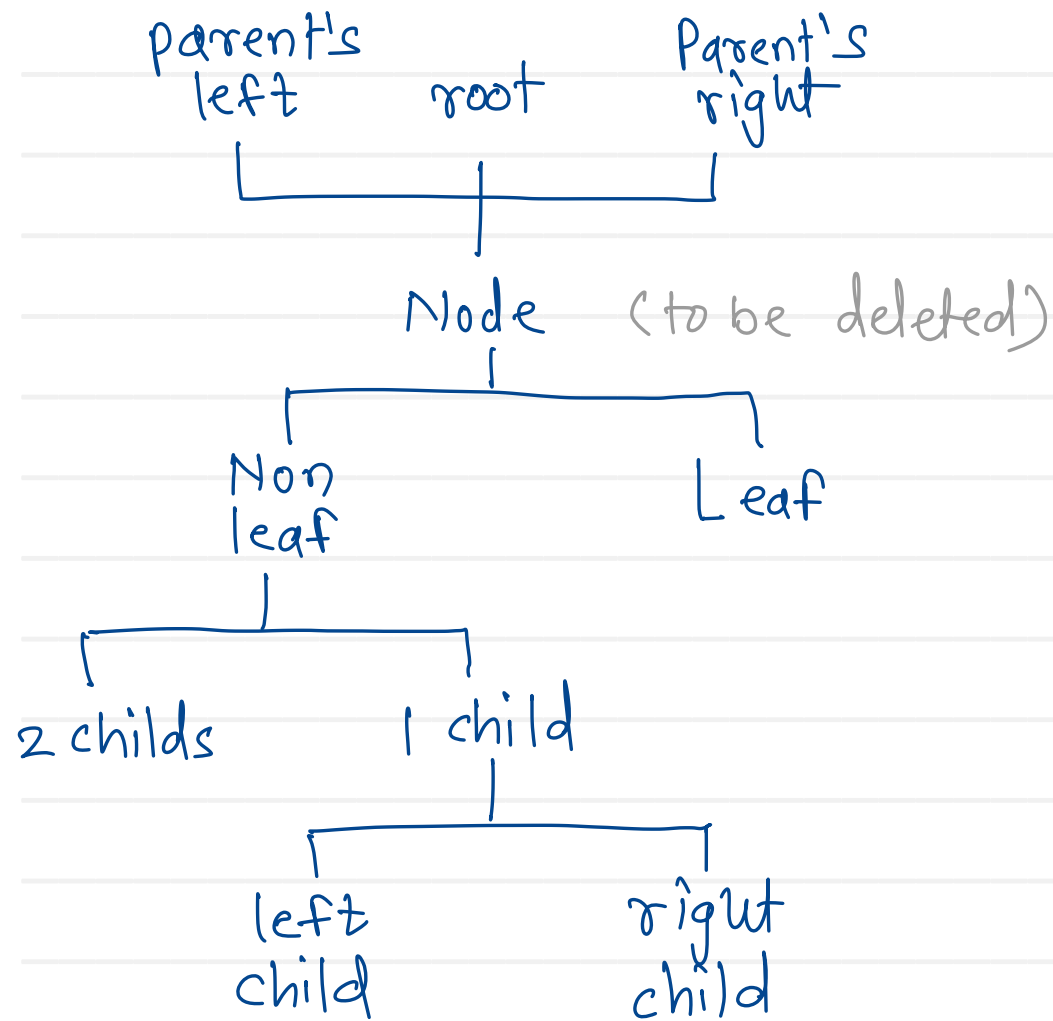 parent's
left
root
Parent's
right
Node (to be deleted)
Non
leaf
Leaf
2 childs
1 child
left
child
right
child